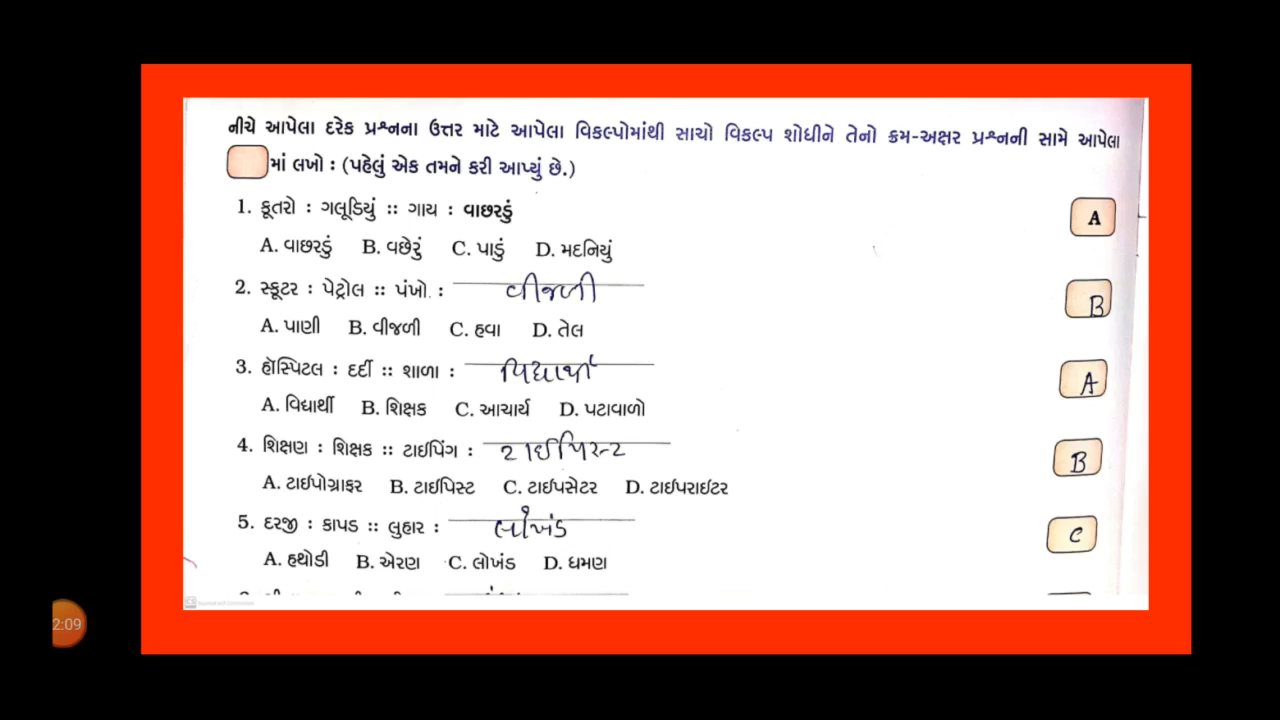 નીચે આપેલા દરેક પ્રશ્નના ઉત્તર માટે આપેલા વિકલ્પોમાંથી સાચો વિકલ્પ શોધીને તેનો ક્રમ-અક્ષર પ્રશ્નની સામે આપેલા
માં લખો : (પહેલું એક તમને કરી આપ્યું છે.)
1. કૂતરો : ગલૂડિયું :: ગાય : વાછરડું A
A. વાછરડું B. વછેરું C. પાડું D. મદનિયું
2. સ્કૂટર : પેટ્રોલ :: પંખો : વીજળી B
A. પાણી B. વીજળી C. હવા D. તેલ
3. હૉસ્પિટલ : દર્દી :: શાળા : વિદ્યાર્થી A
A. વિદ્યાર્થી B. શિક્ષક C. આચાર્ય D. પટાવાળો
4. શિક્ષણ : શિક્ષક :: ટાઇપિંગ : ટાઈપિસ્ટ B
A. ટાઇપોગ્રાફર B. ટાઇપિસ્ટ C. ટાઇપસેટર D. ટાઇપરાઇટર
5. દરજી : કાપડ :: લુહાર : લોખંડ C
A. હથોડી B. એરણ C. લોખંડ D. ધમણ
2:09